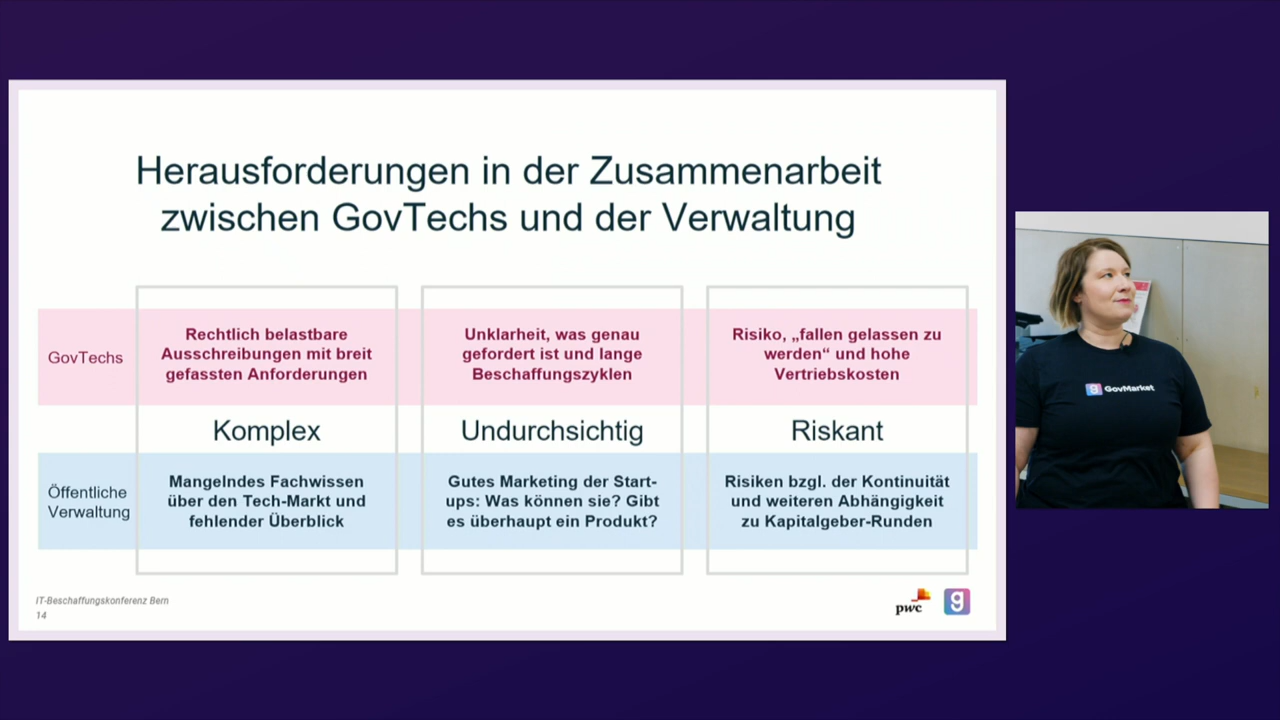 Herausforderungen in der Zusammenarbeit
zwischen GovTechs und der Verwaltung
GovTechs
Rechtlich belastbare
Ausschreibungen mit breit
gefassten Anforderungen
Unklarheit, was genau
gefordert ist und lange
Beschaffungszyklen
Risiko, „fallen gelassen zu
werden“ und hohe
Vertriebskosten
Komplex
Undurchsichtig
Riskant
Öffentliche
Verwaltung
Mangelndes Fachwissen
über den Tech-Markt und
fehlender Überblick
Gutes Marketing der Start-
ups: Was können sie? Gibt
es überhaupt ein Produkt?
Risiken bzgl. der Kontinuität
und weiteren Abhängigkeit
zu Kapitalgeber-Runden
IT-Beschaffungskonferenz Bern
14
pwc
g
g GovMarket